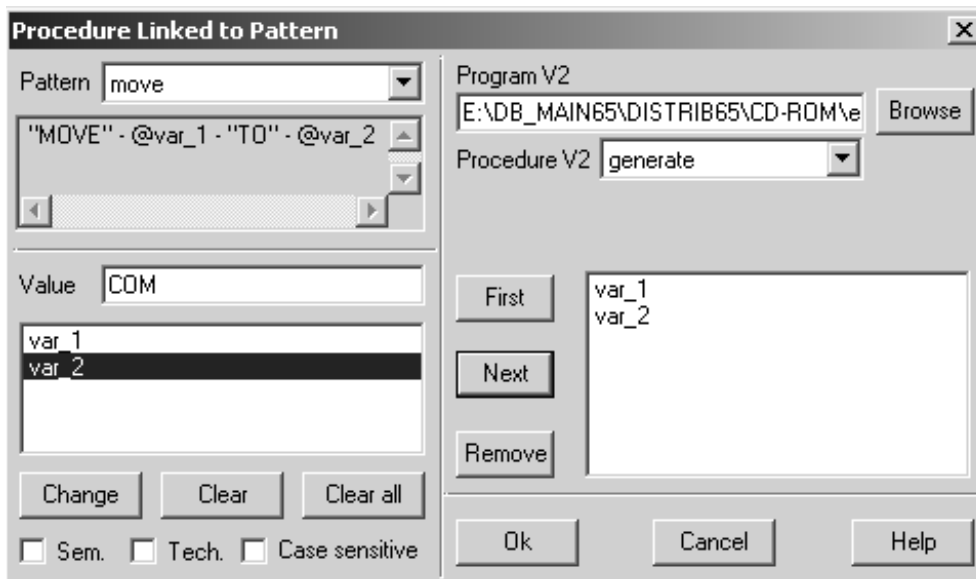 Procedure Linked to Pattern
Pattern move
"MOVE" - @var_1 - "TO" - @var_2
Value COM
var_1
var_2
Change Clear Clear all
Sem. Tech. Case sensitive
Program V2
E:\DB_MAIN65\DISTRIB65\CD-ROM\e Browse
Procedure V2 generate
First
Next
Remove
var_1
var_2
Ok Cancel Help